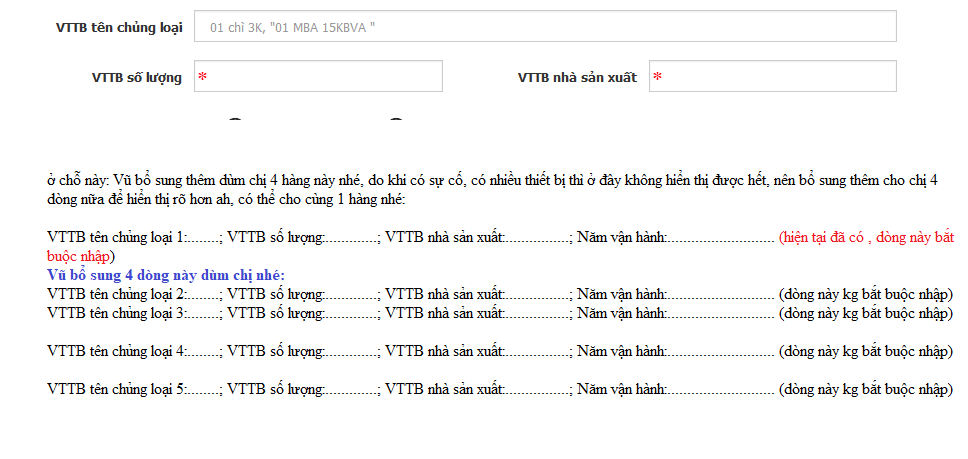 VTTB tên chủng loại 01 chì 3K, "01 MBA 15KBVA "
VTTB số lượng * VTTB nhà sản xuất *
ở chỗ này: Vũ bổ sung thêm dùm chị 4 hàng này nhé, do khi có sự cố, có nhiều thiết bị thì ở đây không hiển thị được hết, nên bổ sung thêm cho chị 4
dòng nữa để hiển thị rõ hơn ah, có thể cho cùng 1 hàng nhé:
VTTB tên chủng loại 1:........; VTTB số lượng:..............; VTTB nhà sản xuất:.................; Năm vận hành:............................. (hiện tại đã có , dòng này bắt
buộc nhập)
Vũ bổ sung 4 dòng này dùm chị nhé:
VTTB tên chủng loại 2:........; VTTB số lượng:..............; VTTB nhà sản xuất:.................; Năm vận hành:............................. (dòng này kg bắt buộc nhập)
VTTB tên chủng loại 3:........; VTTB số lượng:..............; VTTB nhà sản xuất:.................; Năm vận hành:............................. (dòng này kg bắt buộc nhập)
VTTB tên chủng loại 4:........; VTTB số lượng:..............; VTTB nhà sản xuất:.................; Năm vận hành:............................. (dòng này kg bắt buộc nhập)
VTTB tên chủng loại 5:........; VTTB số lượng:..............; VTTB nhà sản xuất:.................; Năm vận hành:............................. (dòng này kg bắt buộc nhập)